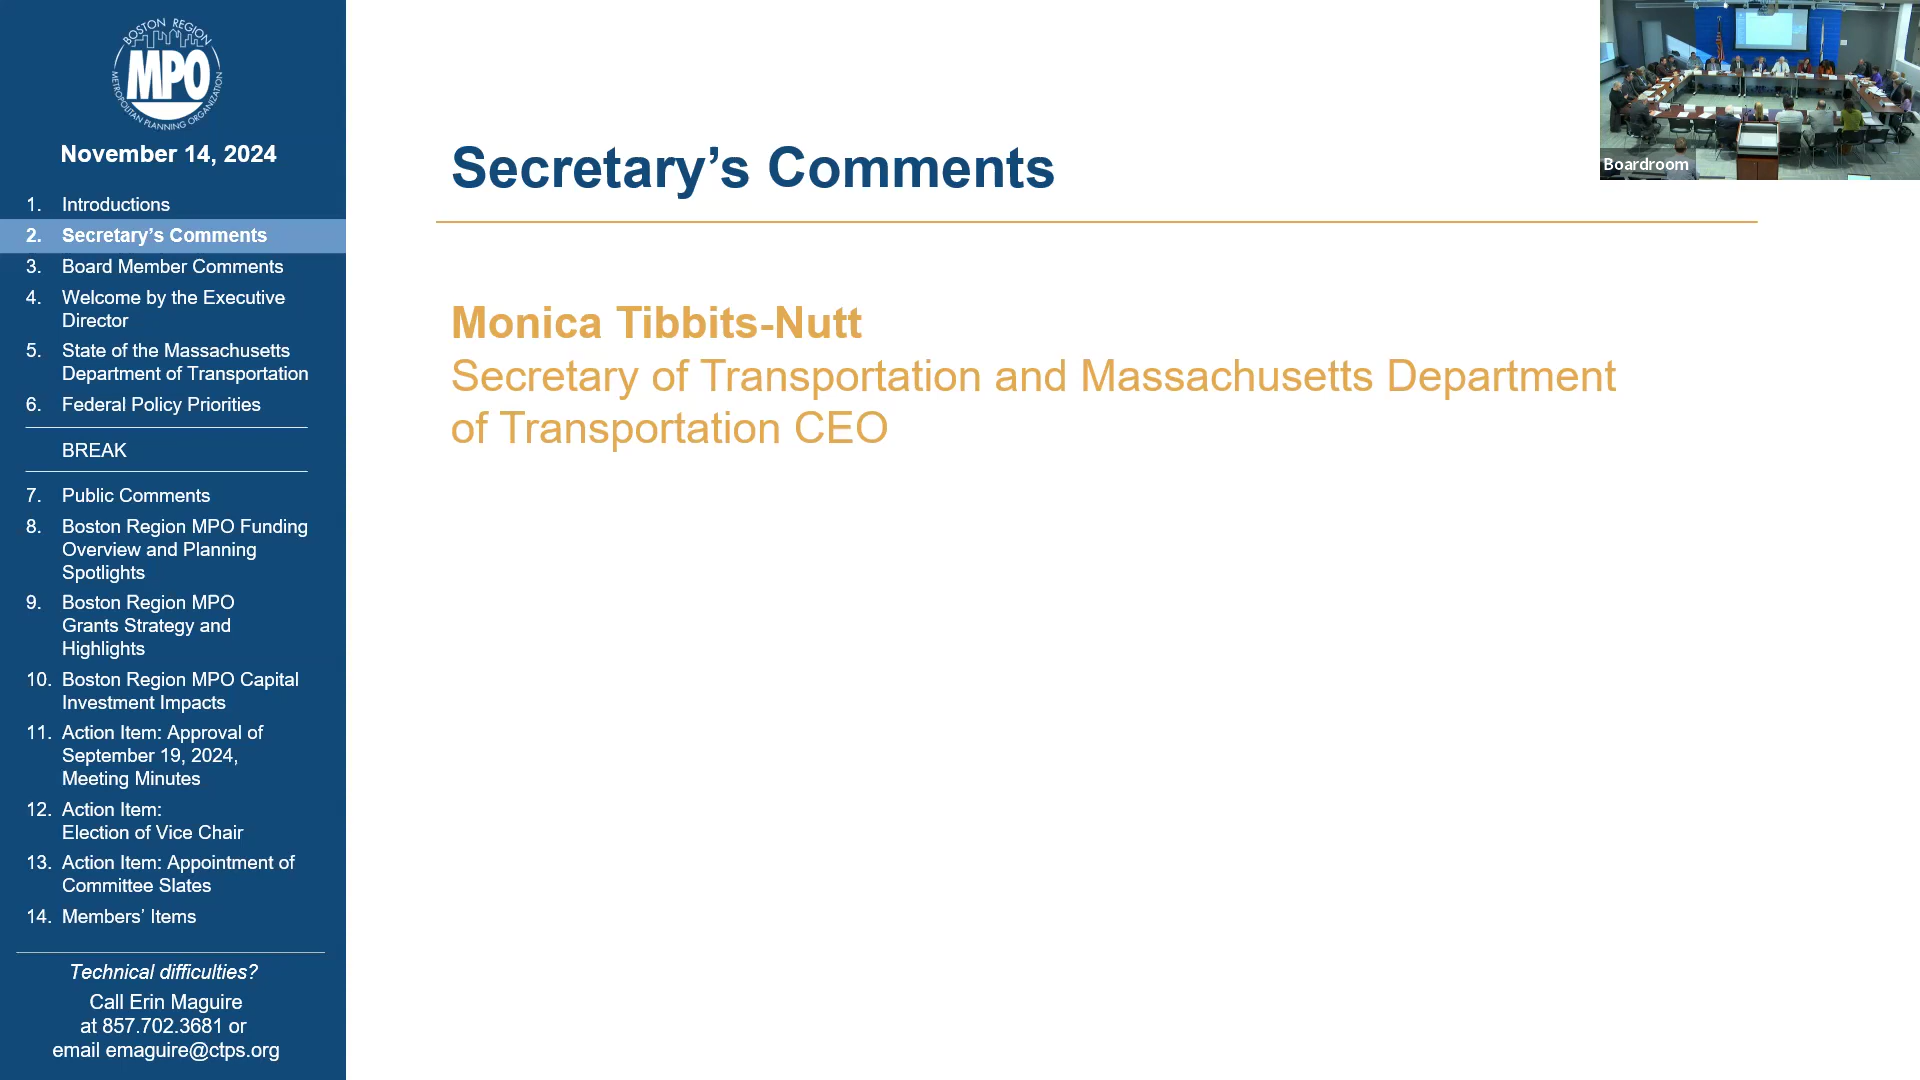 BOSTON REGION
MPO
METROPOLITAN PLANNING ORGANIZATION
November 14, 2024
1. Introductions
2. Secretary’s Comments
3. Board Member Comments
4. Welcome by the Executive
Director
5. State of the Massachusetts
Department of Transportation
6. Federal Policy Priorities
BREAK
7. Public Comments
8. Boston Region MPO Funding
Overview and Planning
Spotlights
9. Boston Region MPO
Grants Strategy and
Highlights
10. Boston Region MPO Capital
Investment Impacts
11. Action Item: Approval of
September 19, 2024,
Meeting Minutes
12. Action Item:
Election of Vice Chair
13. Action Item: Appointment of
Committee Slates
14. Members’ Items
Technical difficulties?
Call Erin Maguire
at 857.702.3681 or
email emaguire@ctps.org
Secretary’s Comments
Monica Tibbits-Nutt
Secretary of Transportation and Massachusetts Department
of Transportation CEO
Boardroom